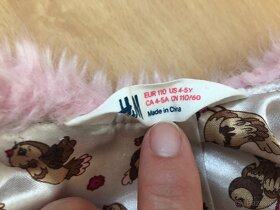 EUR 110 US 4-5Y
CA 4-5A CN 110/60
H&M
Made in China